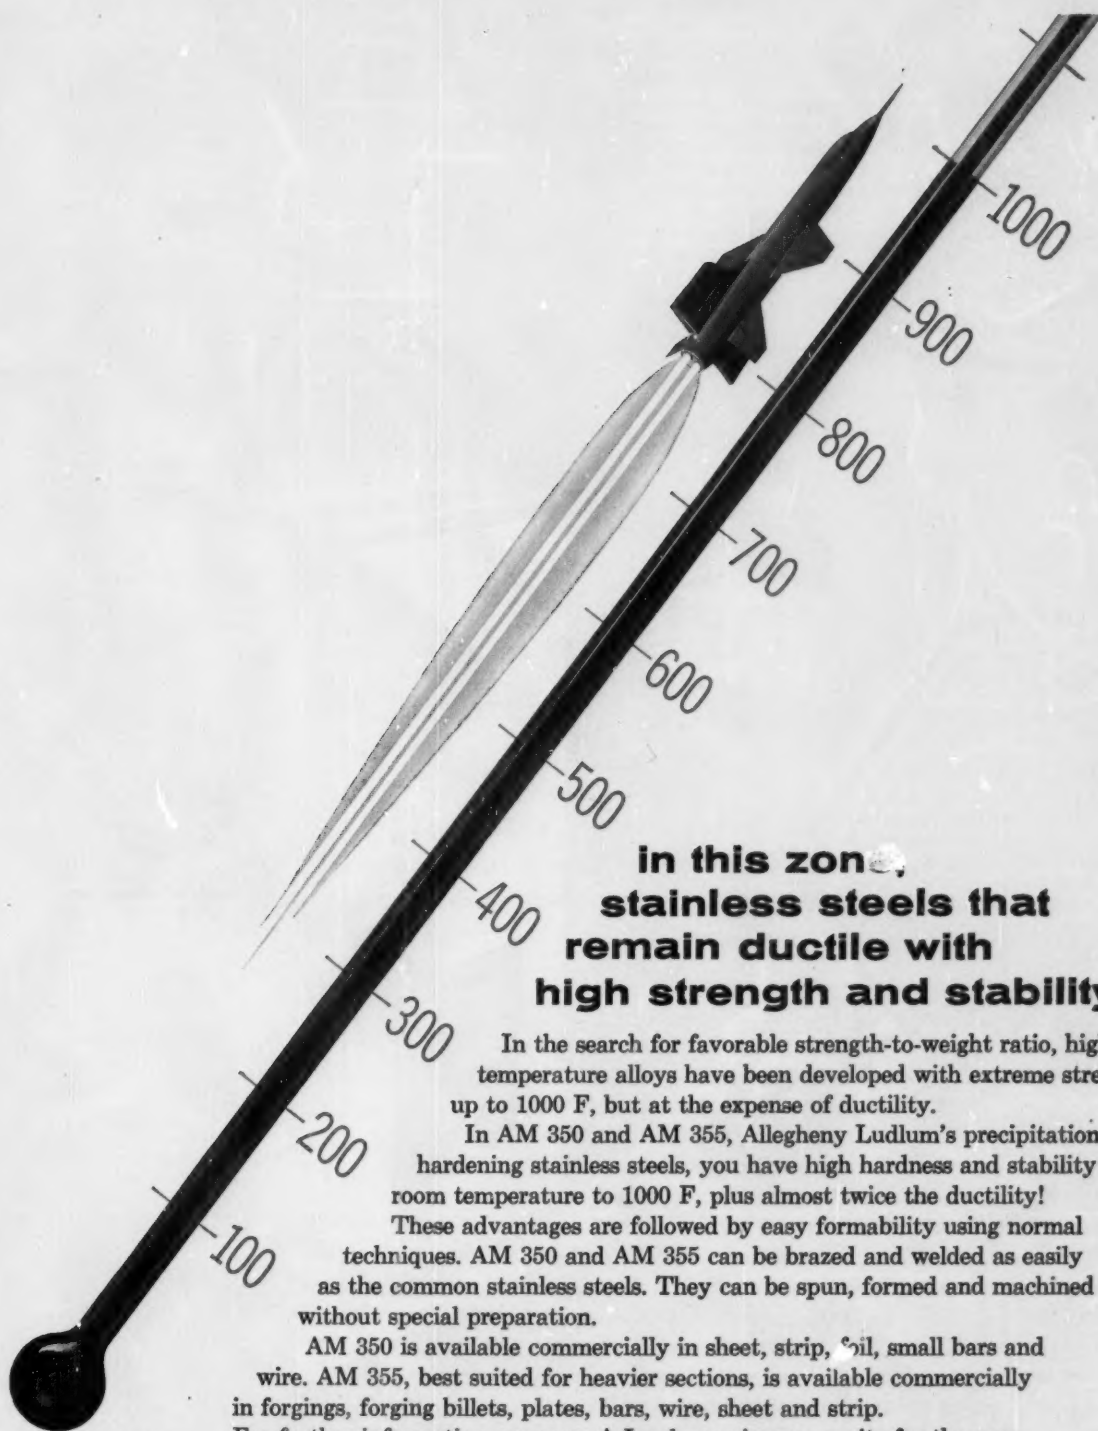 1000
900
800
700
600
500
400
300
200
100
in this zone,
stainless steels that
remain ductile with
high strength and stability
In the search for favorable strength-to-weight ratio, hig
temperature alloys have been developed with extreme stre
up to 1000 F, but at the expense of ductility.
In AM 350 and AM 355, Allegheny Ludlum's precipitation
hardening stainless steels, you have high hardness and stability
room temperature to 1000 F, plus almost twice the ductility!
These advantages are followed by easy formability using normal
techniques. AM 350 and AM 355 can be brazed and welded as easily
as the common stainless steels. They can be spun, formed and machined
without special preparation.
AM 350 is available commercially in sheet, strip, foil, small bars and
wire. AM 355, best suited for heavier sections, is available commercially
in forgings, forging billets, plates, bars, wire, sheet and strip.